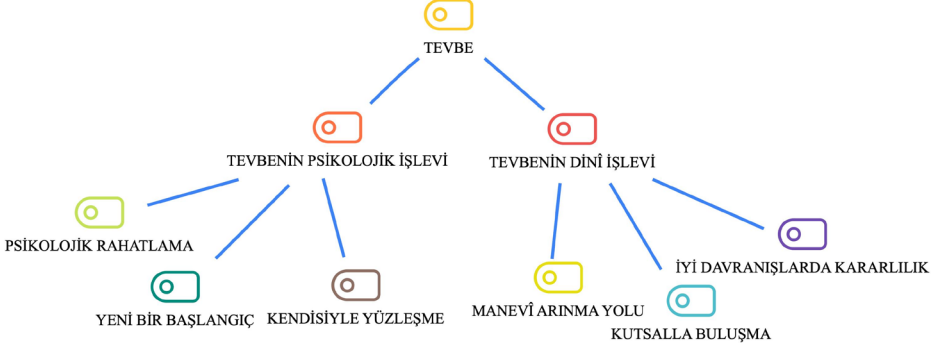 TEVBE
TEVBENİN PSİKOLOJİK İŞLEVİ
TEVBENİN DİNÎ İŞLEVİ
PSİKOLOJİK RAHATLAMA
YENİ BİR BAŞLANGIÇ
KENDİSİYLE YÜZLEŞME
MANEVÎ ARINMA YOLU
KUTSALLA BULUŞMA
İYİ DAVRANIŞLARDA KARARLILIK